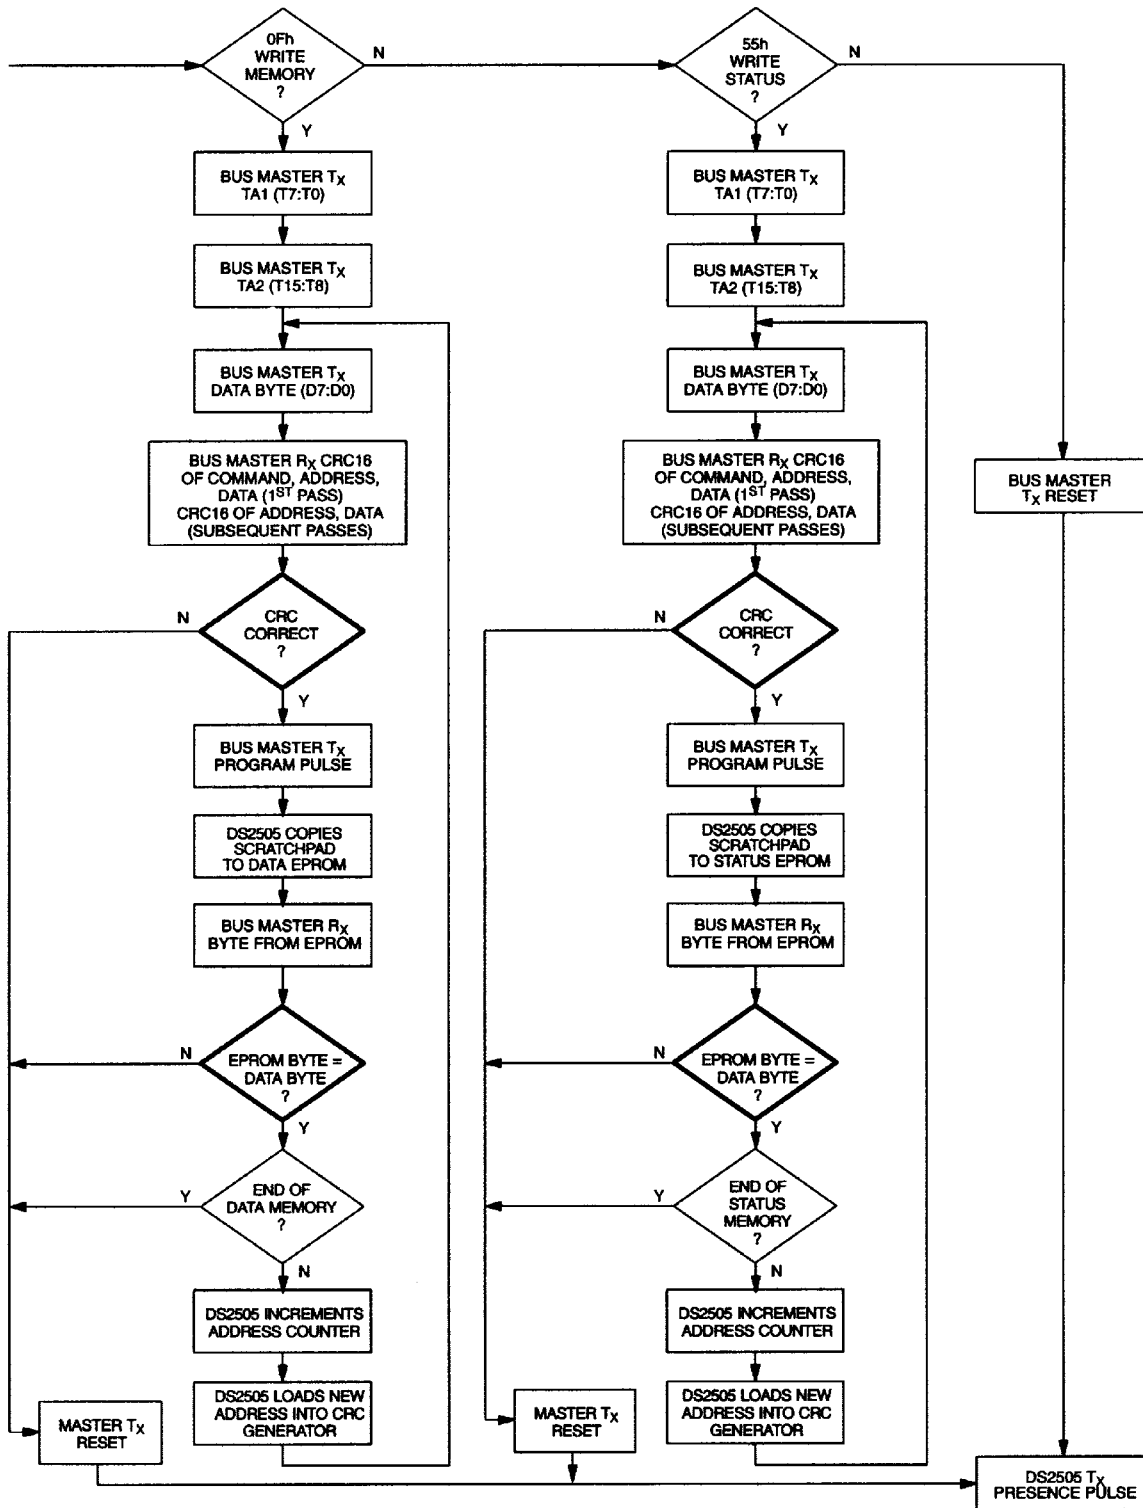 0Fh
WRITE
MEMORY
?
N
Y
BUS MASTER TX
TA1 (T7:T0)
BUS MASTER TX
TA2 (T15:T8)
BUS MASTER TX
DATA BYTE (D7:D0)
BUS MASTER RX CRC16
OF COMMAND, ADDRESS,
DATA (1ST PASS)
CRC16 OF ADDRESS, DATA
(SUBSEQUENT PASSES)
N
CRC
CORRECT
?
Y
BUS MASTER TX
PROGRAM PULSE
DS2505 COPIES
SCRATCHPAD
TO DATA EPROM
BUS MASTER RX
BYTE FROM EPROM
N
EPROM BYTE =
DATA BYTE
?
Y
Y
END OF
DATA MEMORY
?
N
DS2505 INCREMENTS
ADDRESS COUNTER
DS2505 LOADS NEW
ADDRESS INTO CRC
GENERATOR
MASTER TX
RESET
55h
WRITE
STATUS
?
N
Y
BUS MASTER TX
TA1 (T7:T0)
BUS MASTER TX
TA2 (T15:T8)
BUS MASTER TX
DATA BYTE (D7:D0)
BUS MASTER RX CRC16
OF COMMAND, ADDRESS,
DATA (1ST PASS)
CRC16 OF ADDRESS, DATA
(SUBSEQUENT PASSES)
N
CRC
CORRECT
?
Y
BUS MASTER TX
PROGRAM PULSE
DS2505 COPIES
SCRATCHPAD
TO STATUS EPROM
BUS MASTER RX
BYTE FROM EPROM
N
EPROM BYTE =
DATA BYTE
?
Y
Y
END OF
STATUS
MEMORY
?
N
DS2505 INCREMENTS
ADDRESS COUNTER
DS2505 LOADS NEW
ADDRESS INTO CRC
GENERATOR
MASTER TX
RESET
BUS MASTER
TX RESET
DS2505 TX
PRESENCE PULSE